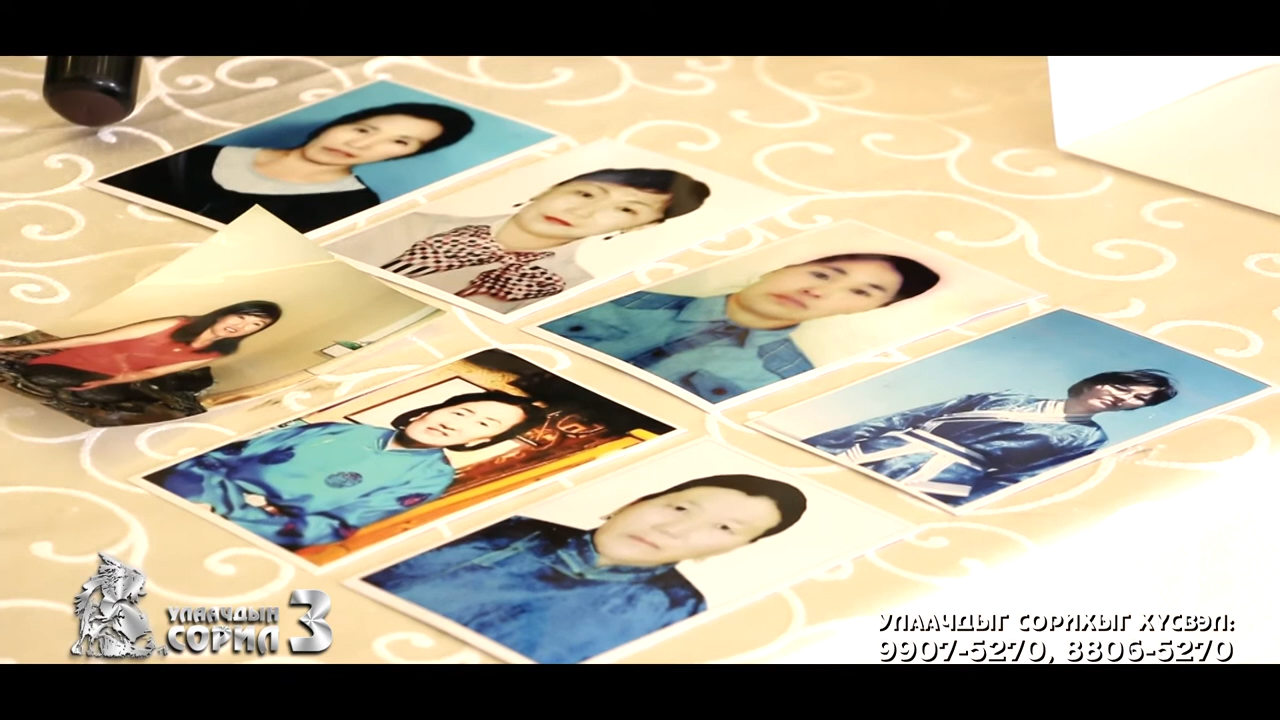 УЛААЧДЫН
СОРИЛ 3
УЛААЧДЫГ СОРИХЫГ ХҮСВЭЛ:
9907-5270, 8806-5270